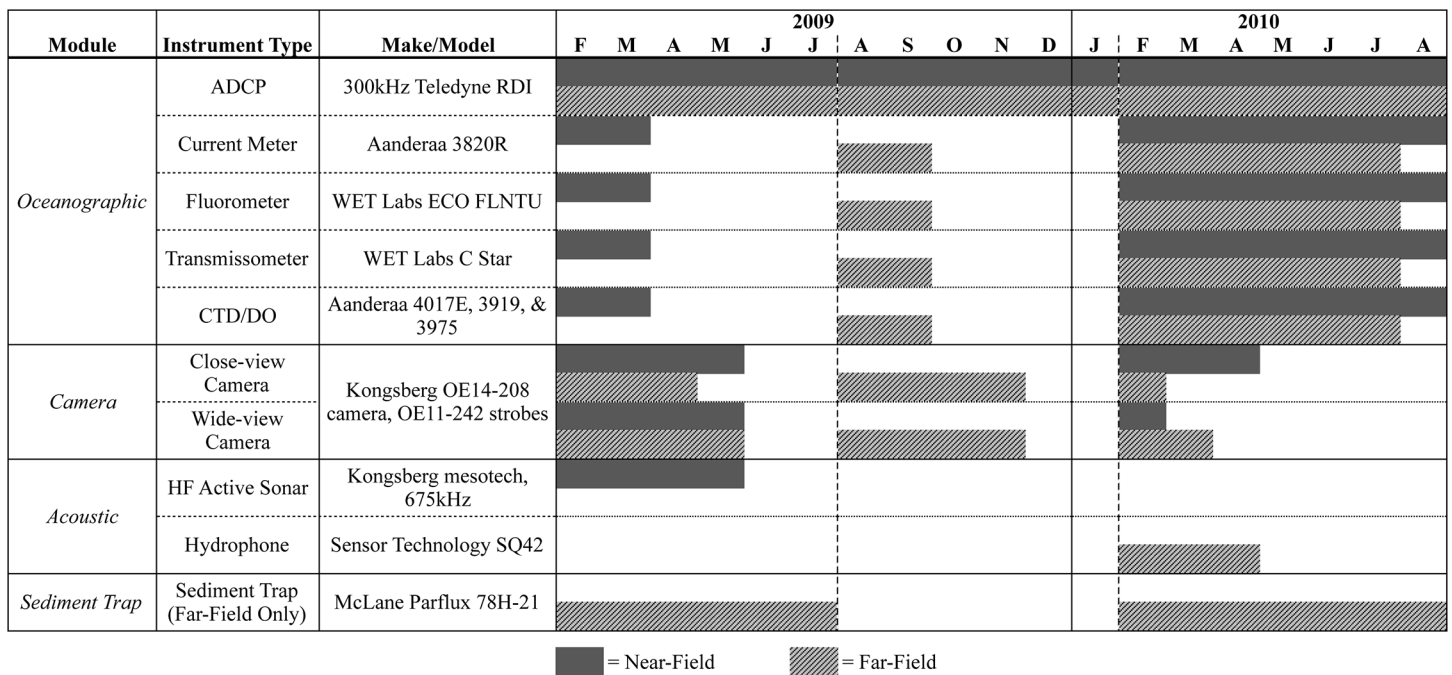 2009 2010
Module Instrument Type Make/Model F M A M J J A S O N D J F M A M J J A
ADCP 300kHz Teledyne RDI
Current Meter Aanderaa 3820R
Oceanographic Fluorometer WET Labs ECO FLNTU
Transmissometer WET Labs C Star
CTD/DO Aanderaa 4017E, 3919, &
3975
Close-view
Camera
Camera Kongsberg OE14-208
camera, OE11-242 strobes
Wide-view
Camera
HF Active Sonar Kongsberg mesotech,
675kHz
Acoustic
Hydrophone Sensor Technology SQ42
Sediment Trap Sediment Trap
(Far-Field Only) McLane Parflux 78H-21
= Near-Field = Far-Field